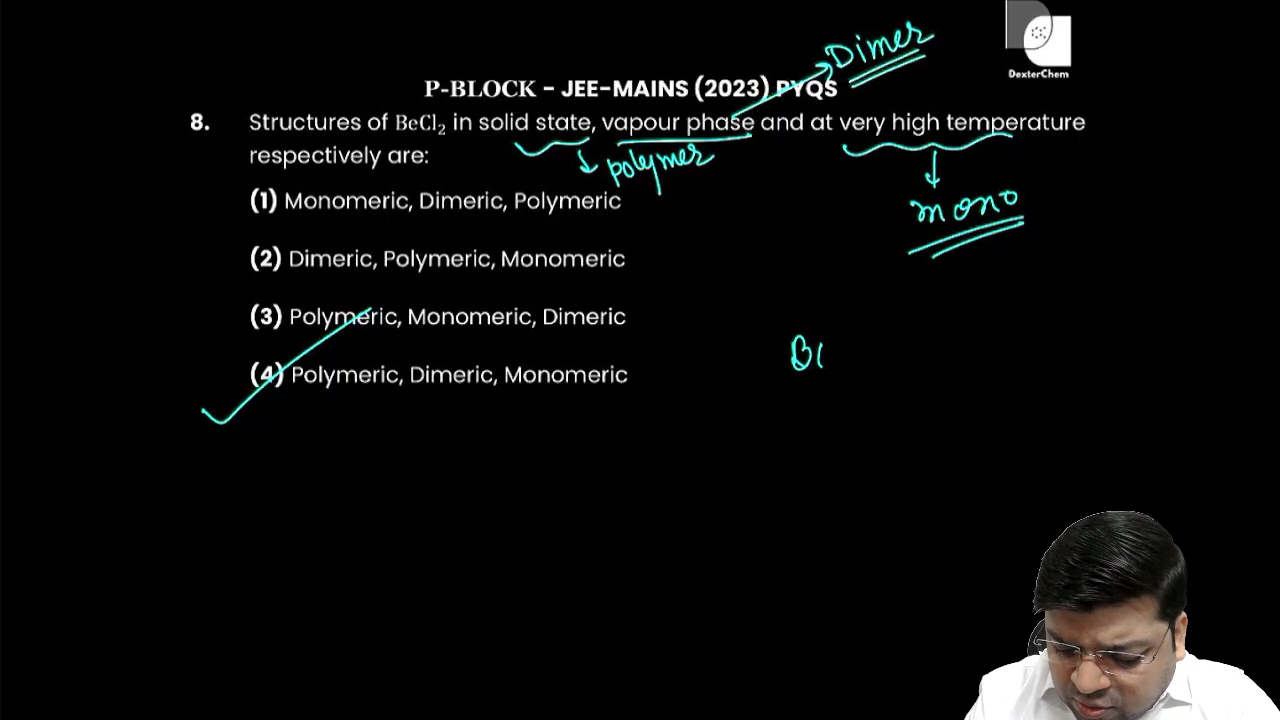 Dimer
DexterChem
P-BLOCK - JEE-MAINS (2023) PYQS
8. Structures of BeCl₂ in solid state, vapour phase and at very high temperature
respectively are:
polymer
(1) Monomeric, Dimeric, Polymeric
mono
(2) Dimeric, Polymeric, Monomeric
(3) Polymeric, Monomeric, Dimeric
(4) Polymeric, Dimeric, Monomeric